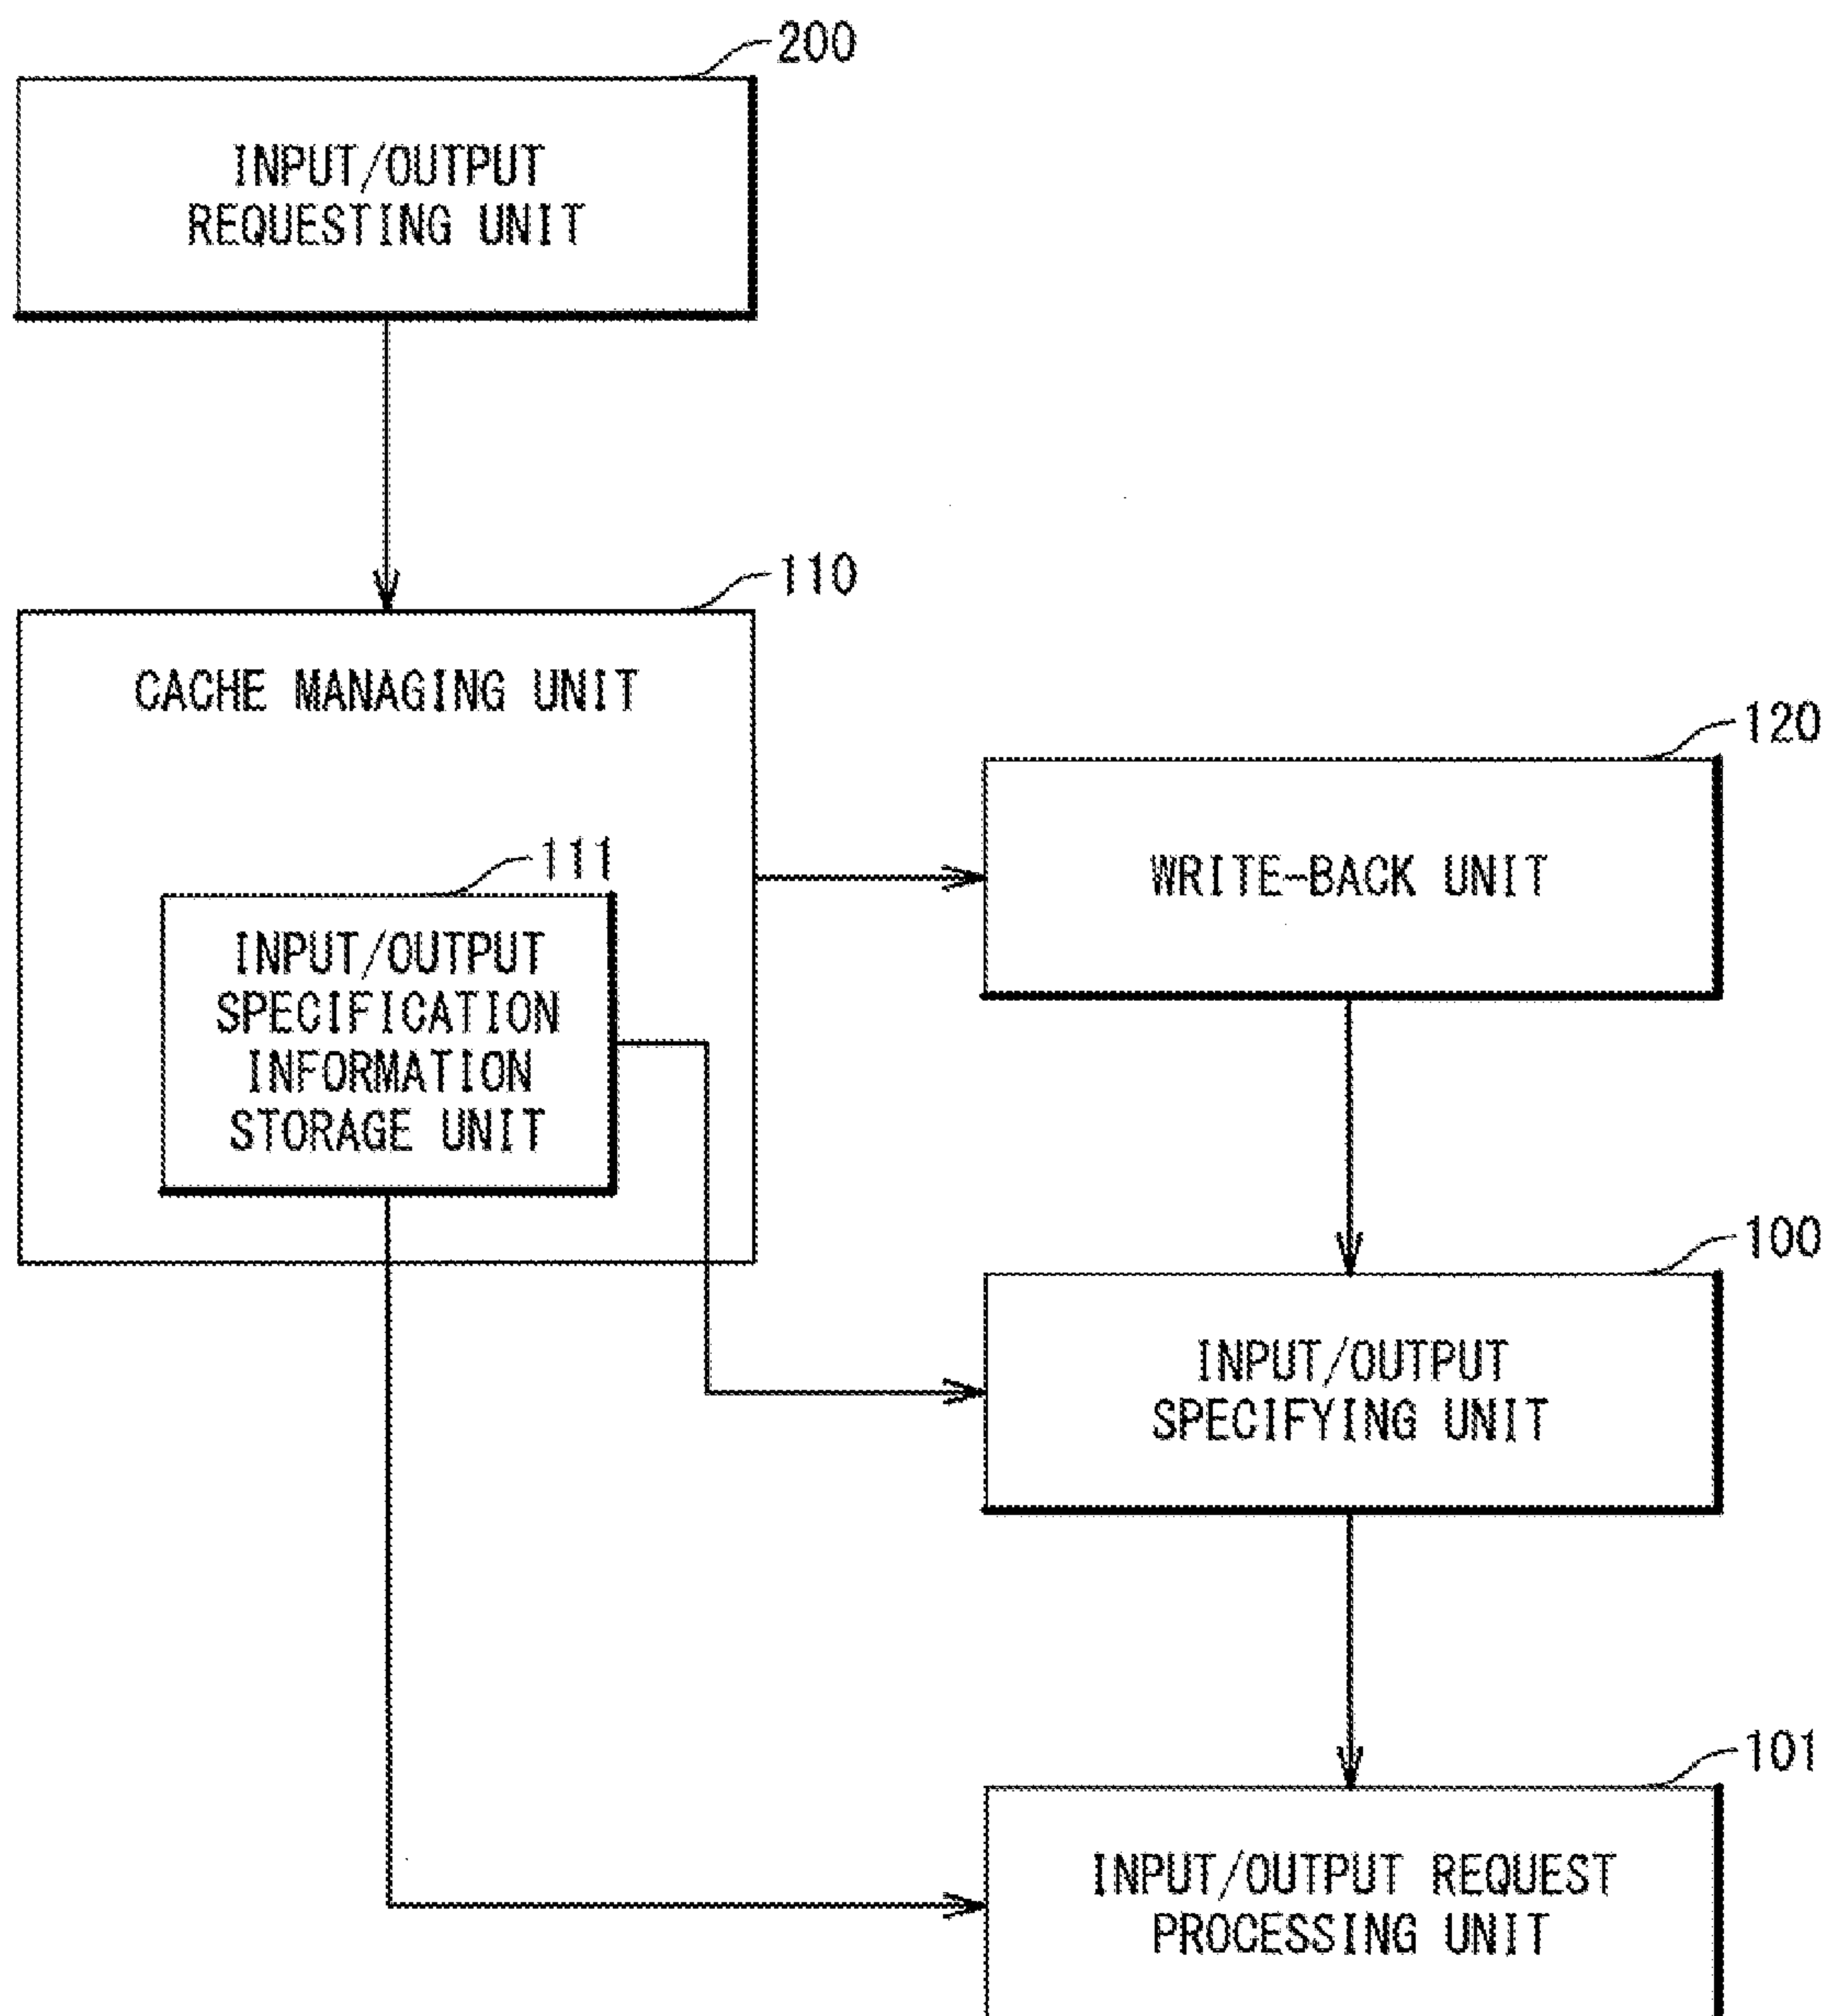 200
INPUT/OUTPUT
REQUESTING UNIT
110
CACHE MANAGING UNIT
120
WRITE-BACK UNIT
111
INPUT/OUTPUT
SPECIFICATION
INFORMATION
STORAGE UNIT
100
INPUT/OUTPUT
SPECIFYING UNIT
101
INPUT/OUTPUT REQUEST
PROCESSING UNIT